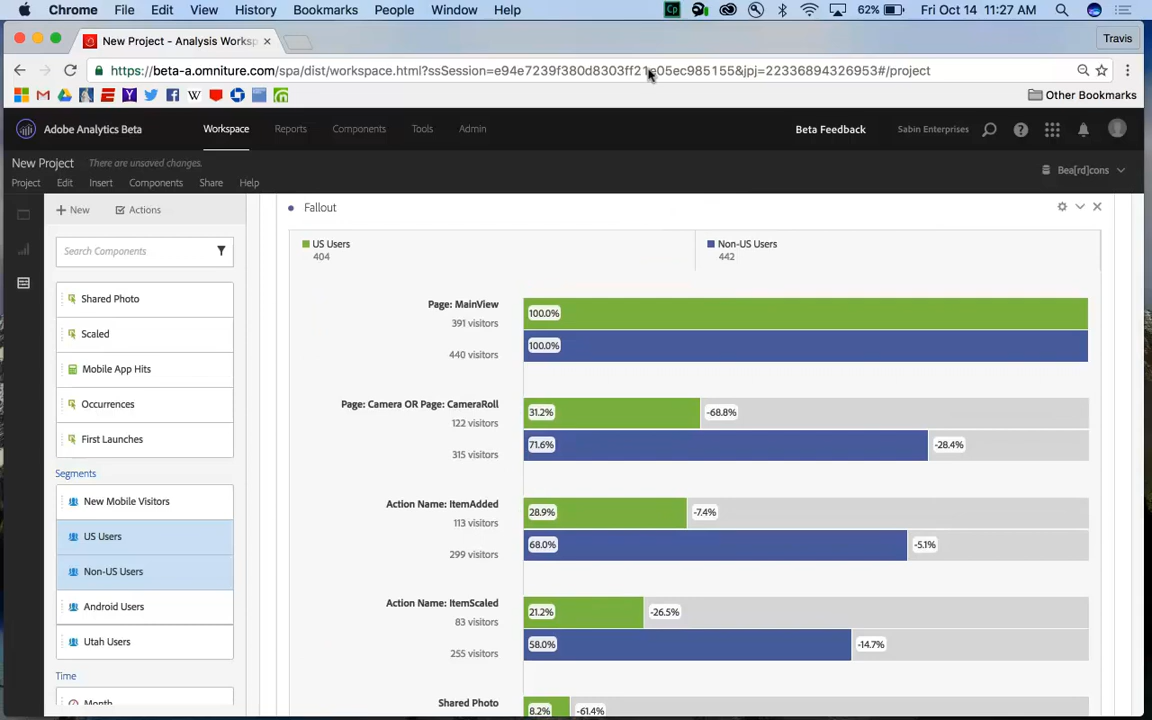 Chrome File Edit View History Bookmarks People Window Help 62% Fri Oct 14 11:27 AM
New Project - Analysis Worksp Travis
https://beta-a.omniture.com/spa/dist/workspace.html?ssSession=e94e7239f380d8303ff21e05ec985155&jpj=22336894326953#/project
Other Bookmarks
Adobe Analytics Beta Workspace Reports Components Tools Admin Beta Feedback Sabin Enterprises
New Project There are unsaved changes.
Bea[rd]cons
Project Edit Insert Components Share Help
+ New Actions
Fallout
Search Components
US Users
404
Non-US Users
442
Shared Photo
Scaled
Mobile App Hits
Occurrences
First Launches
Segments
New Mobile Visitors
US Users
Non-US Users
Android Users
Utah Users
Time
Month
Page: MainView
391 visitors 100.0%
440 visitors 100.0%
Page: Camera OR Page: CameraRoll
122 visitors 31.2% -68.8%
315 visitors 71.6% -28.4%
Action Name: ItemAdded
113 visitors 28.9% -7.4%
299 visitors 68.0% -5.1%
Action Name: ItemScaled
83 visitors 21.2% -26.5%
255 visitors 58.0% -14.7%
Shared Photo
8.2% -61.4%